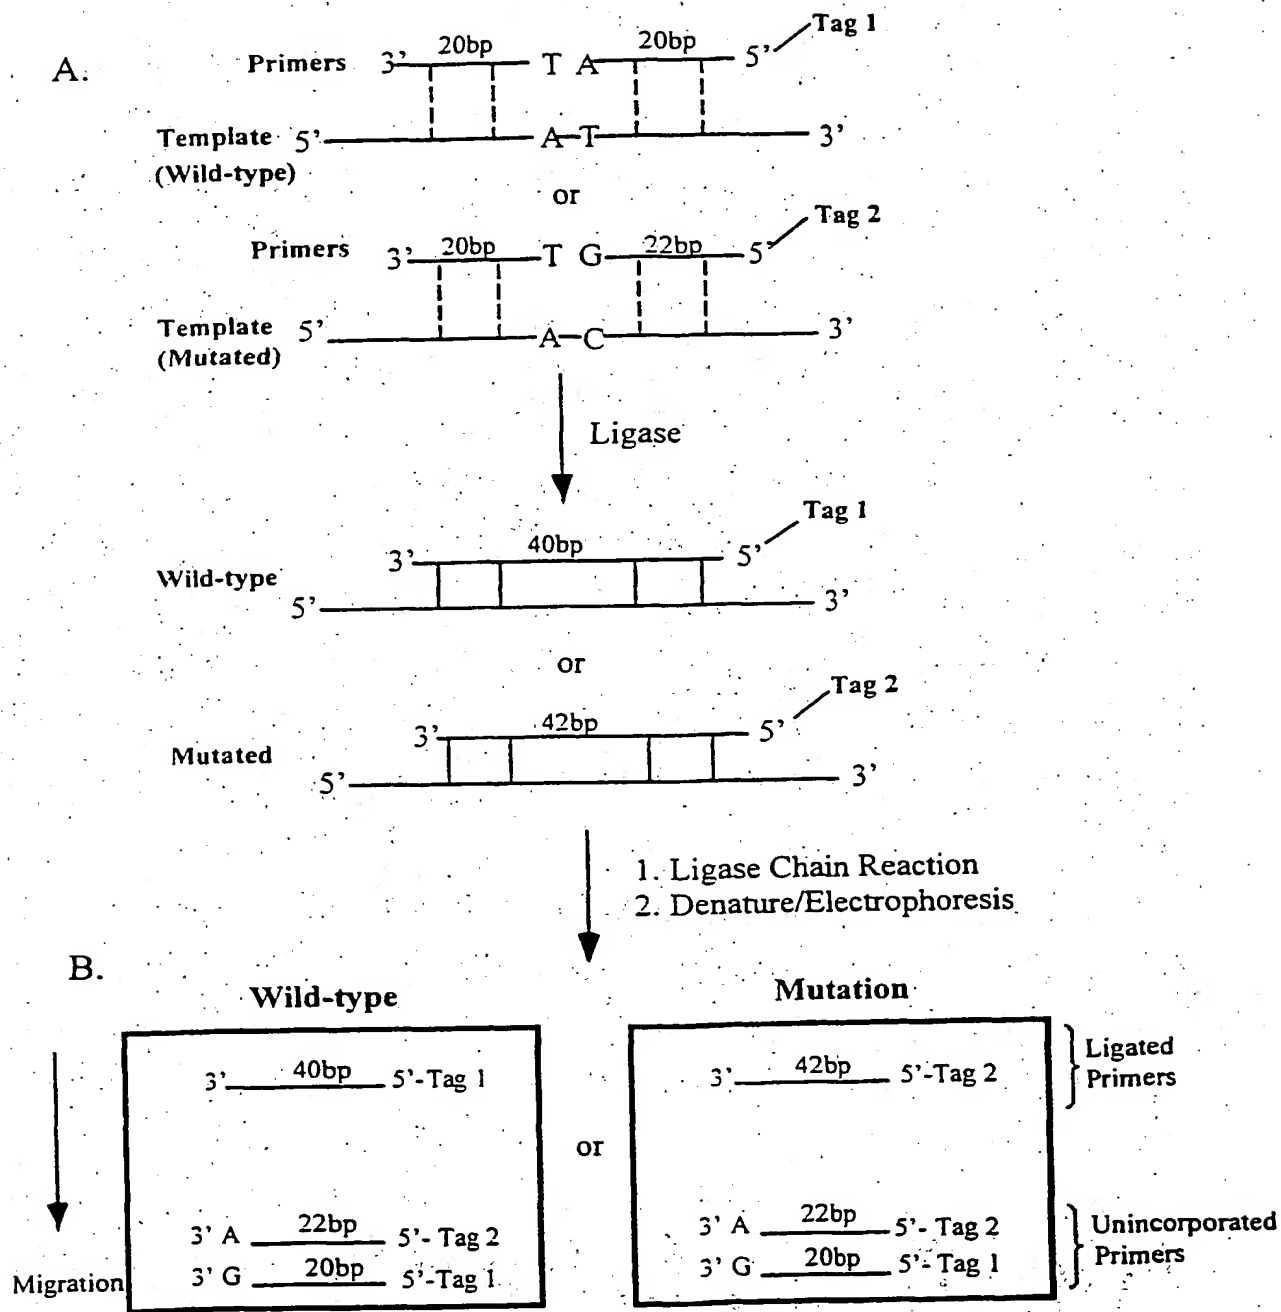 A.
Primers 3' 20bp T A 20bp 5' Tag 1
Template 5' A T 3'
(Wild-type)
or
Primers 3' 20bp T G 22bp 5' Tag 2
Template 5' A C 3'
(Mutated)
Ligase
Wild-type 3' 40bp 5' Tag 1
5' 3'
or
Mutated 3' 42bp 5' Tag 2
5' 3'
1. Ligase Chain Reaction
2. Denature/Electrophoresis
B.
Wild-type
Mutation
3' 40bp 5'-Tag 1
3' 42bp 5'-Tag 2
Ligated
Primers
or
3' A 22bp 5'- Tag 2
3' G 20bp 5'-Tag 1
3' A 22bp 5'- Tag 2
3' G 20bp 5'- Tag 1
Unincorporated
Primers
Migration